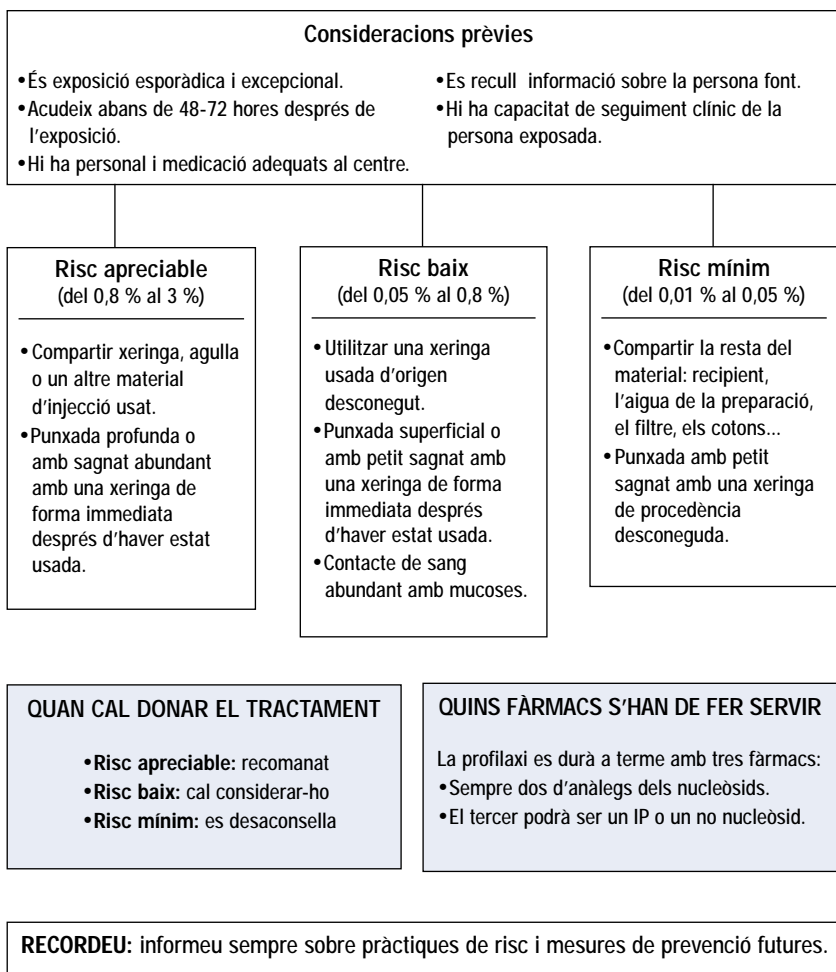 Consideracions prèvies
•És exposició esporàdica i excepcional.
•Acudeix abans de 48-72 hores després de
l'exposició.
•Hi ha personal i medicació adequats al centre.
•Es recull informació sobre la persona font.
•Hi ha capacitat de seguiment clínic de la
persona exposada.
Risc apreciable
(del 0,8 % al 3 %)
•Compartir xeringa, agulla
o un altre material
d'injecció usat.
•Punxada profunda o
amb sagnat abundant
amb una xeringa de
forma immediata
després d'haver estat
usada.
Risc baix
(del 0,05 % al 0,8 %)
•Utilitzar una xeringa
usada d'origen
desconegut.
•Punxada superficial o
amb petit sagnat amb
una xeringa de forma
immediata després
d'haver estat usada.
•Contacte de sang
abundant amb mucoses.
Risc mínim
(del 0,01 % al 0,05 %)
•Compartir la resta del
material: recipient,
l'aigua de la preparació,
el filtre, els cotons...
•Punxada amb petit
sagnat amb una xeringa
de procedència
desconeguda.
QUAN CAL DONAR EL TRACTAMENT
•Risc apreciable: recomanat
•Risc baix: cal considerar-ho
•Risc mínim: es desaconsella
QUINS FÀRMACS S'HAN DE FER SERVIR
La profilaxi es durà a terme amb tres fàrmacs:
•Sempre dos d'anàlegs dels nucleòsids.
•El tercer podrà ser un IP o un no nucleòsid.
RECORDEU: informeu sempre sobre pràctiques de risc i mesures de prevenció futures.